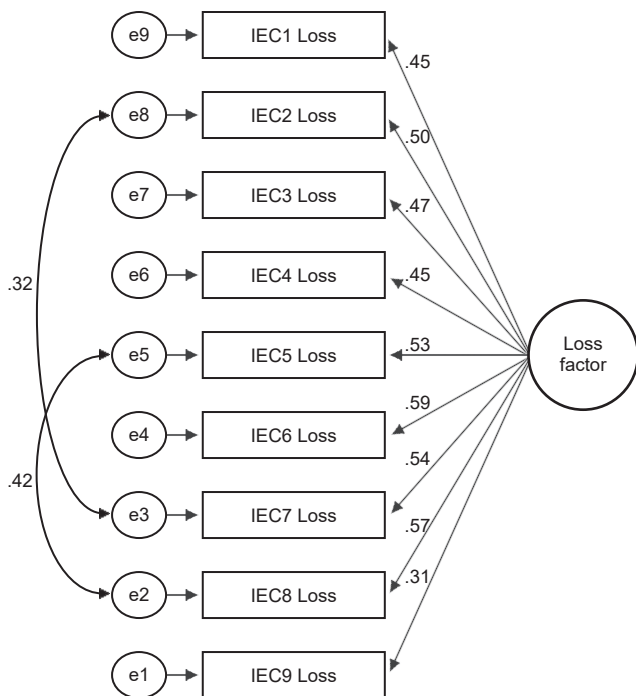 e9 IEC1 Loss
.45
e8 IEC2 Loss
.50
e7 IEC3 Loss
.47
e6 IEC4 Loss
.45
.32
e5 IEC5 Loss
.53
Loss
factor
e4 IEC6 Loss
.59
.54
.42
e3 IEC7 Loss
.57
e2 IEC8 Loss
.31
e1 IEC9 Loss